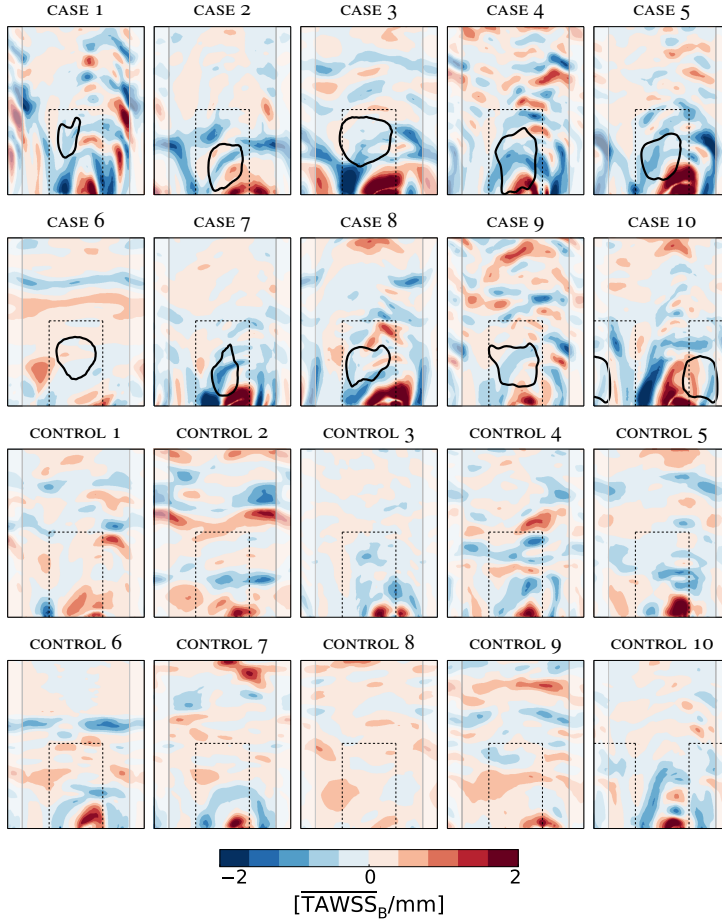 CASE 1 CASE 2 CASE 3 CASE 4 CASE 5
CASE 6 CASE 7 CASE 8 CASE 9 CASE 10
CONTROL 1 CONTROL 2 CONTROL 3 CONTROL 4 CONTROL 5
CONTROL 6 CONTROL 7 CONTROL 8 CONTROL 9 CONTROL 10
−2 0 2
[TAWSS_B/mm]